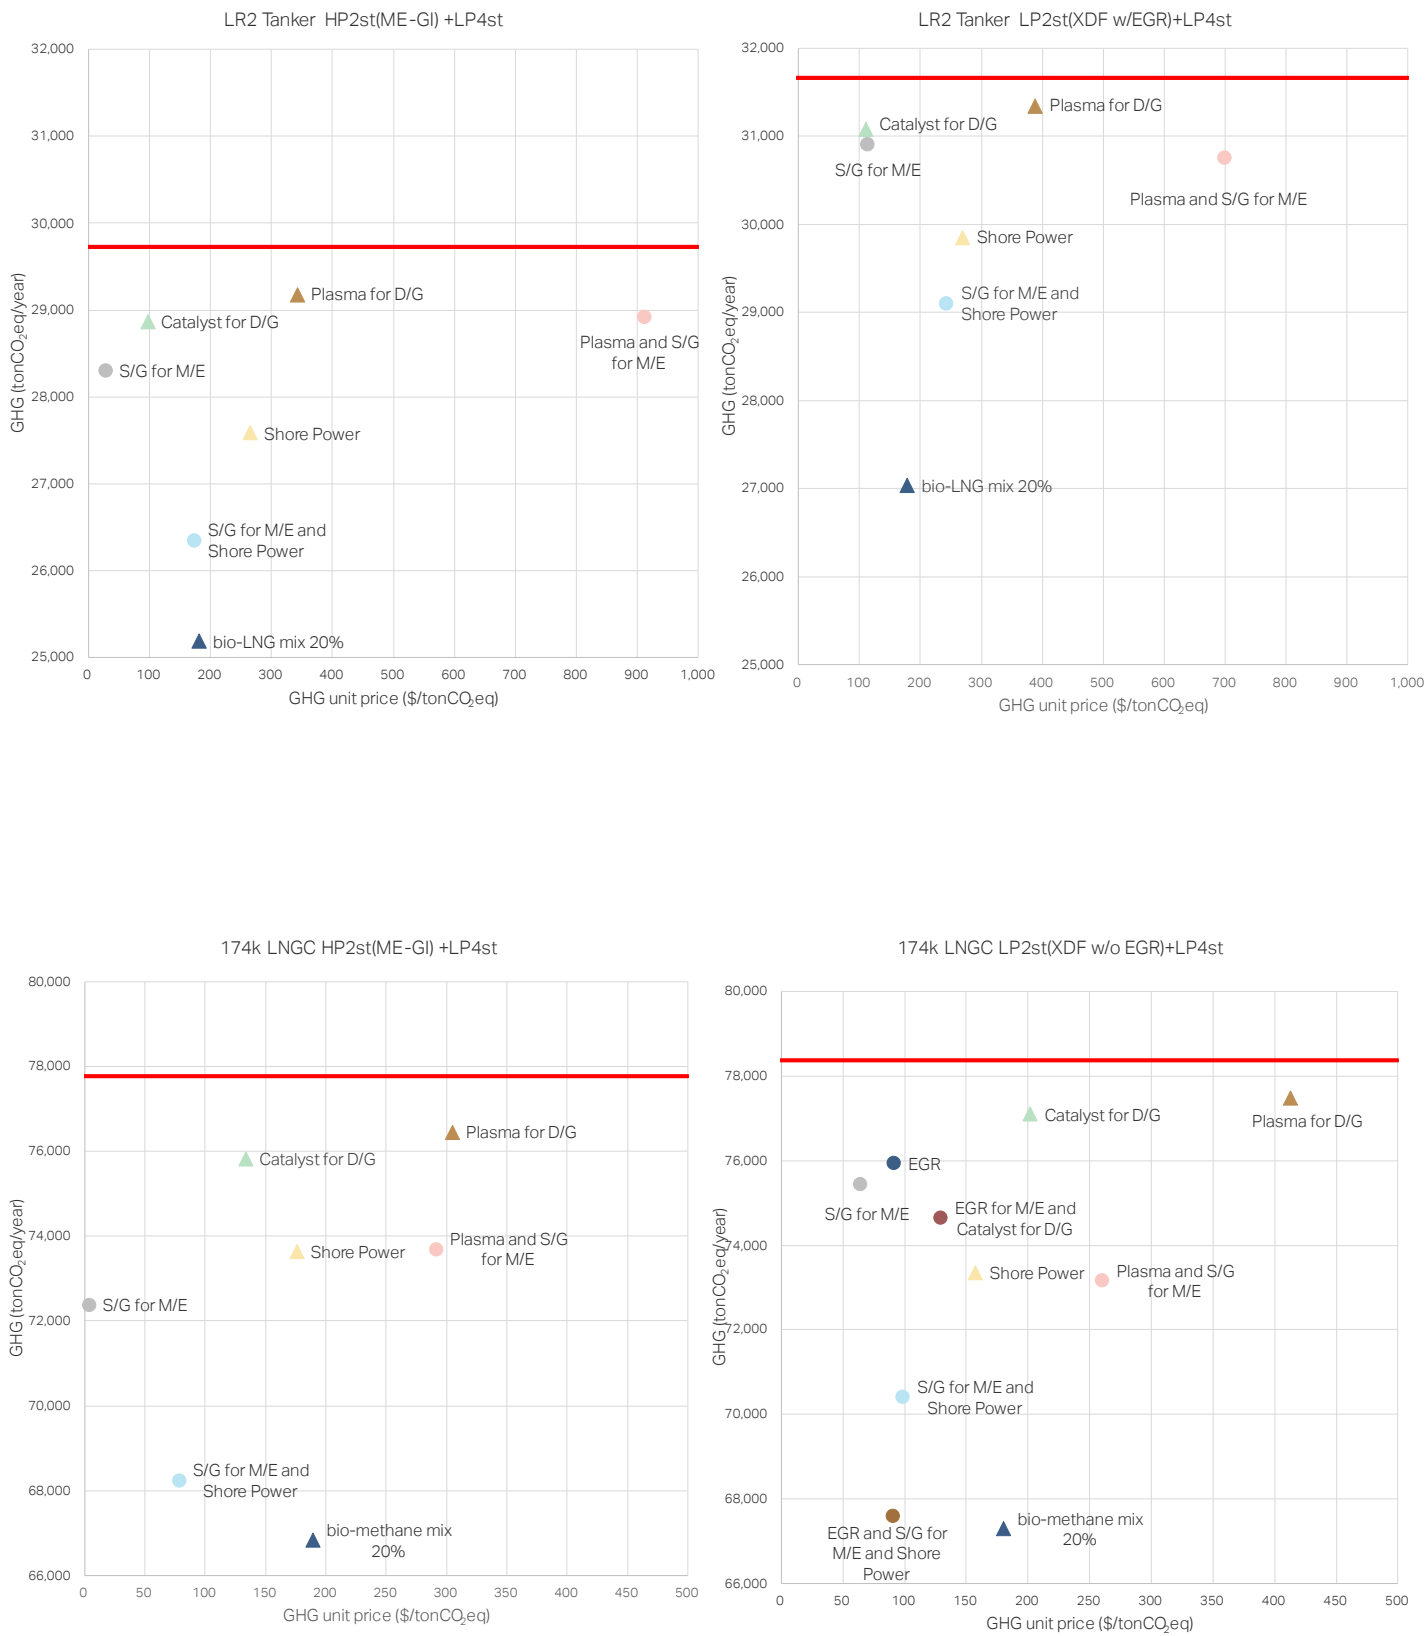 LR2 Tanker HP2st(ME-GI) +LP4st
32,000
31,000
30,000
29,000
28,000
27,000
26,000
25,000
GHG (tonCO2eq/year)
Plasma for D/G
Catalyst for D/G
Plasma and S/G
for M/E
S/G for M/E
Shore Power
S/G for M/E and
Shore Power
bio-LNG mix 20%
0 100 200 300 400 500 600 700 800 900 1,000
GHG unit price ($/tonCO2eq)
LR2 Tanker LP2st(XDF w/EGR)+LP4st
32,000
31,000
30,000
29,000
28,000
27,000
26,000
25,000
GHG (tonCO2eq/year)
Plasma for D/G
Catalyst for D/G
S/G for M/E
Plasma and S/G for M/E
Shore Power
S/G for M/E and
Shore Power
bio-LNG mix 20%
0 100 200 300 400 500 600 700 800 900 1,000
GHG unit price ($/tonCO2eq)
174k LNGC HP2st(ME-GI) +LP4st
80,000
78,000
76,000
74,000
72,000
70,000
68,000
66,000
GHG (tonCO2eq/year)
Plasma for D/G
Catalyst for D/G
Plasma and S/G
for M/E
Shore Power
S/G for M/E
S/G for M/E and
Shore Power
bio-methane mix
20%
0 50 100 150 200 250 300 350 400 450 500
GHG unit price ($/tonCO2eq)
174k LNGC LP2st(XDF w/o EGR)+LP4st
80,000
78,000
76,000
74,000
72,000
70,000
68,000
66,000
GHG (tonCO2eq/year)
Catalyst for D/G
Plasma for D/G
EGR
S/G for M/E
EGR for M/E and
Catalyst for D/G
Shore Power
Plasma and S/G
for M/E
S/G for M/E and
Shore Power
bio-methane mix
20%
EGR and S/G for
M/E and Shore
Power
0 50 100 150 200 250 300 350 400 450 500
GHG unit price ($/tonCO2eq)